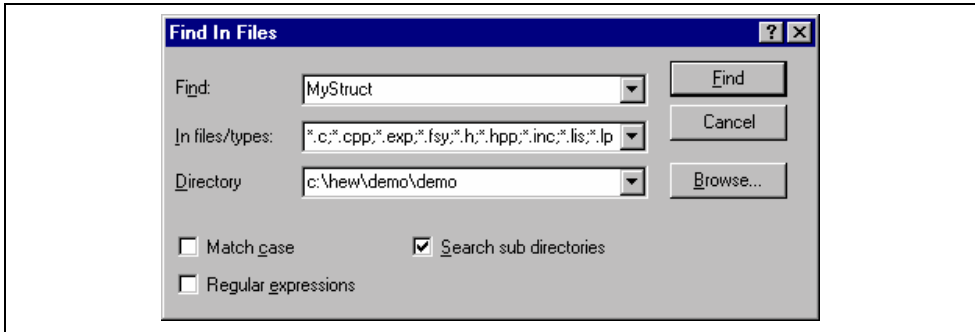 Find In Files
Find: MyStruct Find
In files/types: *.c;*.cpp;*.exp;*.fsy;*.h;*.hpp;*.inc;*.lis;*.lp Cancel
Directory c:\hew\demo\demo Browse...
Match case Search sub directories
Regular expressions